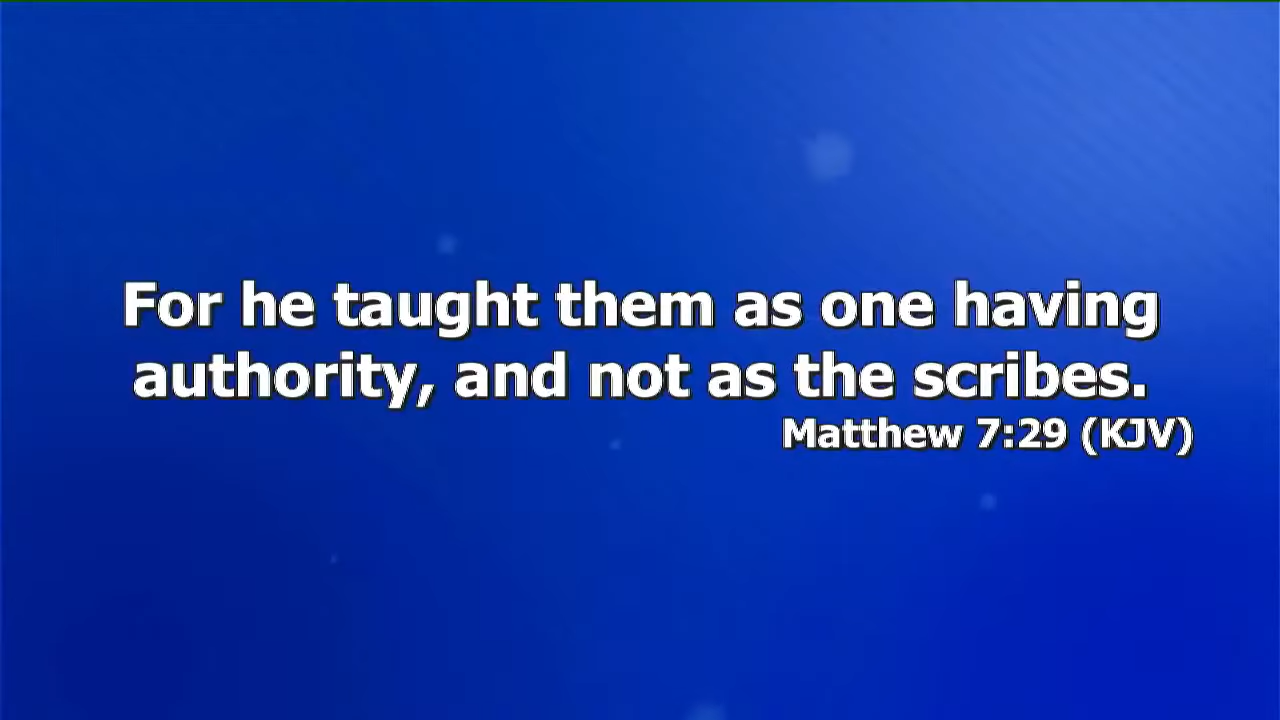 For he taught them as one having
authority, and not as the scribes.
Matthew 7:29 (KJV)